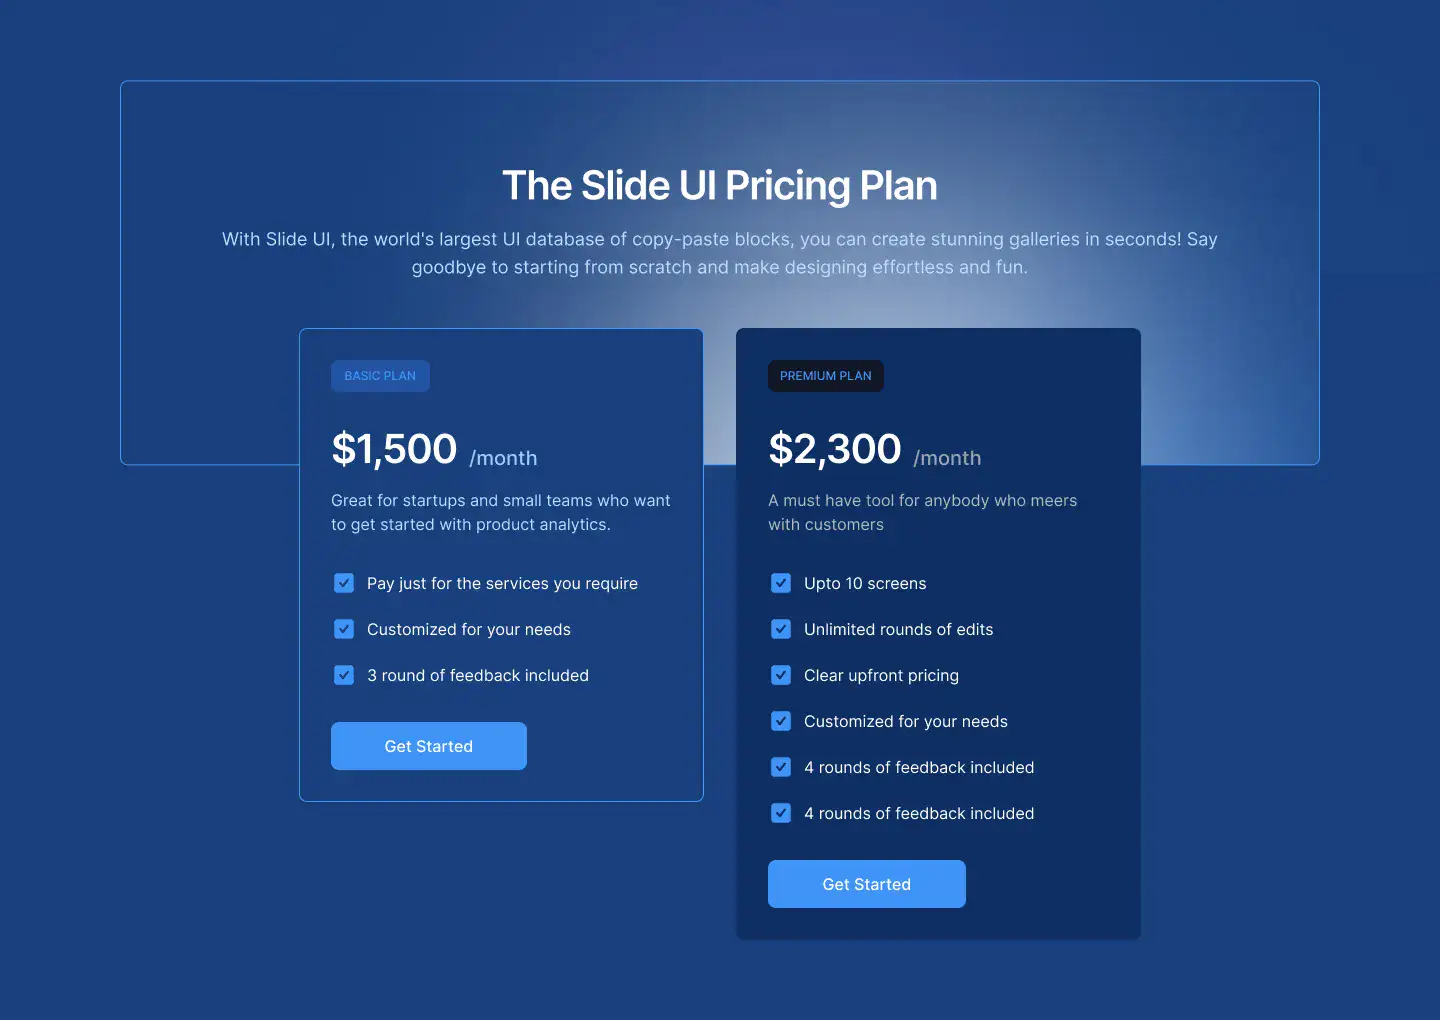 The Slide UI Pricing Plan
With Slide UI, the world's largest UI database of copy-paste blocks, you can create stunning galleries in seconds! Say
goodbye to starting from scratch and make designing effortless and fun.
BASIC PLAN
$1,500 /month
Great for startups and small teams who want
to get started with product analytics.
Pay just for the services you require
Customized for your needs
3 round of feedback included
Get Started
PREMIUM PLAN
$2,300 /month
A must have tool for anybody who meers
with customers
Upto 10 screens
Unlimited rounds of edits
Clear upfront pricing
Customized for your needs
4 rounds of feedback included
4 rounds of feedback included
Get Started